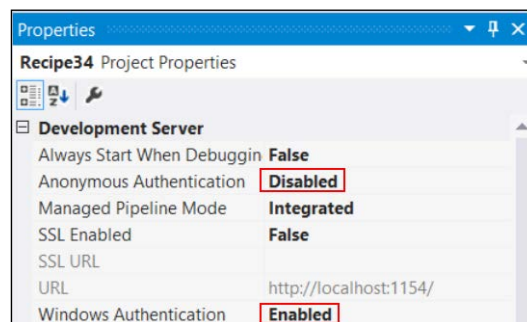 Properties
Recipe34 Project Properties
Development Server
Always Start When Debuggin False
Anonymous Authentication Disabled
Managed Pipeline Mode Integrated
SSL Enabled False
SSL URL
URL http://localhost:1154/
Windows Authentication Enabled